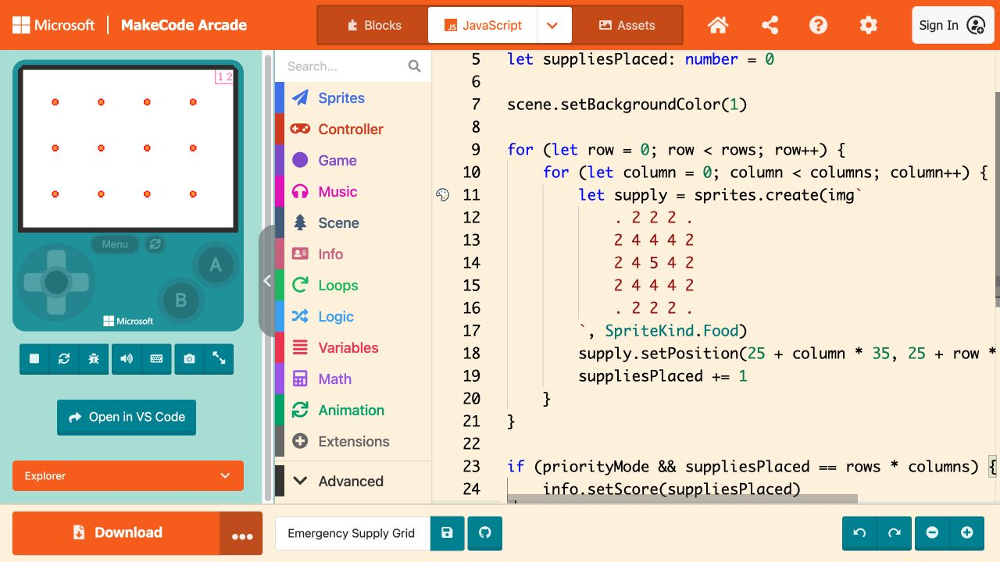 Microsoft | MakeCode Arcade
Blocks
JavaScript
Assets
Sign In
12
Menu
A
B
Microsoft
Open in VS Code
Explorer
Search...
Sprites
Controller
Game
Music
Scene
Info
Loops
Logic
Variables
Math
Animation
Extensions
Advanced
5 let suppliesPlaced: number = 0
6
7 scene.setBackgroundColor(1)
8
9 for (let row = 0; row < rows; row++) {
10 for (let column = 0; column < columns; column++) {
11 let supply = sprites.create(img`
12 . 2 2 2 .
13 2 4 4 4 2
14 2 4 5 4 2
15 2 4 4 4 2
16 . 2 2 2 .
17 `, SpriteKind.Food)
18 supply.setPosition(25 + column * 35, 25 + row *
19 suppliesPlaced += 1
20 }
21 }
22
23 if (priorityMode && suppliesPlaced == rows * columns) {
24 info.setScore(suppliesPlaced)
Download
Emergency Supply Grid